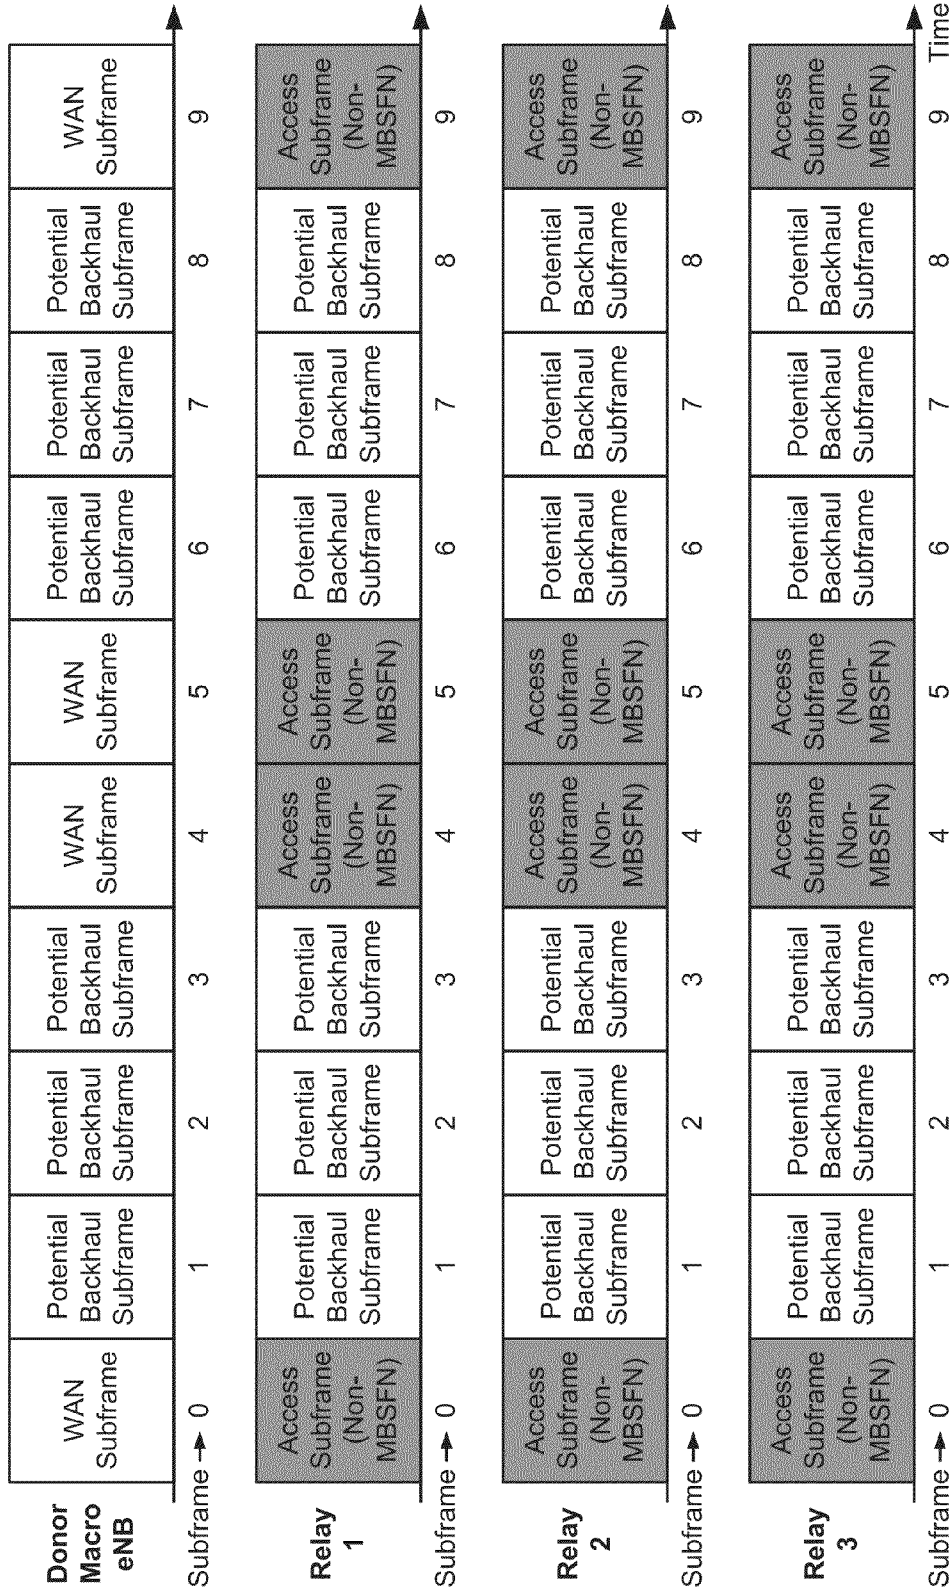 Donor
Macro
eNB
WAN
Subframe
Potential
Backhaul
Subframe
Potential
Backhaul
Subframe
Potential
Backhaul
Subframe
WAN
Subframe
WAN
Subframe
Potential
Backhaul
Subframe
Potential
Backhaul
Subframe
Potential
Backhaul
Subframe
WAN
Subframe
Subframe → 0 1 2 3 4 5 6 7 8 9
Relay
1
Access
Subframe
(Non-
MBSFN)
Potential
Backhaul
Subframe
Potential
Backhaul
Subframe
Potential
Backhaul
Subframe
Access
Subframe
(Non-
MBSFN)
Access
Subframe
(Non-
MBSFN)
Potential
Backhaul
Subframe
Potential
Backhaul
Subframe
Potential
Backhaul
Subframe
Access
Subframe
(Non-
MBSFN)
Subframe → 0 1 2 3 4 5 6 7 8 9
Relay
2
Access
Subframe
(Non-
MBSFN)
Potential
Backhaul
Subframe
Potential
Backhaul
Subframe
Potential
Backhaul
Subframe
Access
Subframe
(Non-
MBSFN)
Access
Subframe
(Non-
MBSFN)
Potential
Backhaul
Subframe
Potential
Backhaul
Subframe
Potential
Backhaul
Subframe
Access
Subframe
(Non-
MBSFN)
Subframe → 0 1 2 3 4 5 6 7 8 9
Relay
3
Access
Subframe
(Non-
MBSFN)
Potential
Backhaul
Subframe
Potential
Backhaul
Subframe
Potential
Backhaul
Subframe
Access
Subframe
(Non-
MBSFN)
Access
Subframe
(Non-
MBSFN)
Potential
Backhaul
Subframe
Potential
Backhaul
Subframe
Potential
Backhaul
Subframe
Access
Subframe
(Non-
MBSFN)
Subframe → 0 1 2 3 4 5 6 7 8 9 Time